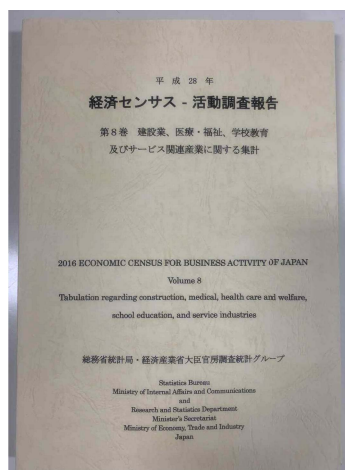 平成 28 年
経済センサス - 活動調査報告
第８巻 建設業、医療・福祉、学校教育
及びサービス関連産業に関する集計
2016 ECONOMIC CENSUS FOR BUSINESS ACTIVITY OF JAPAN
Volume 8
Tabulation regarding construction, medical, health care and welfare,
school education, and service industries
総務省統計局・経済産業省大臣官房調査統計グループ
Statistics Bureau
Ministry of Internal Affairs and Communications
and
Research and Statistics Department
Minister's Secretariat
Ministry of Economy, Trade and Industry
Japan